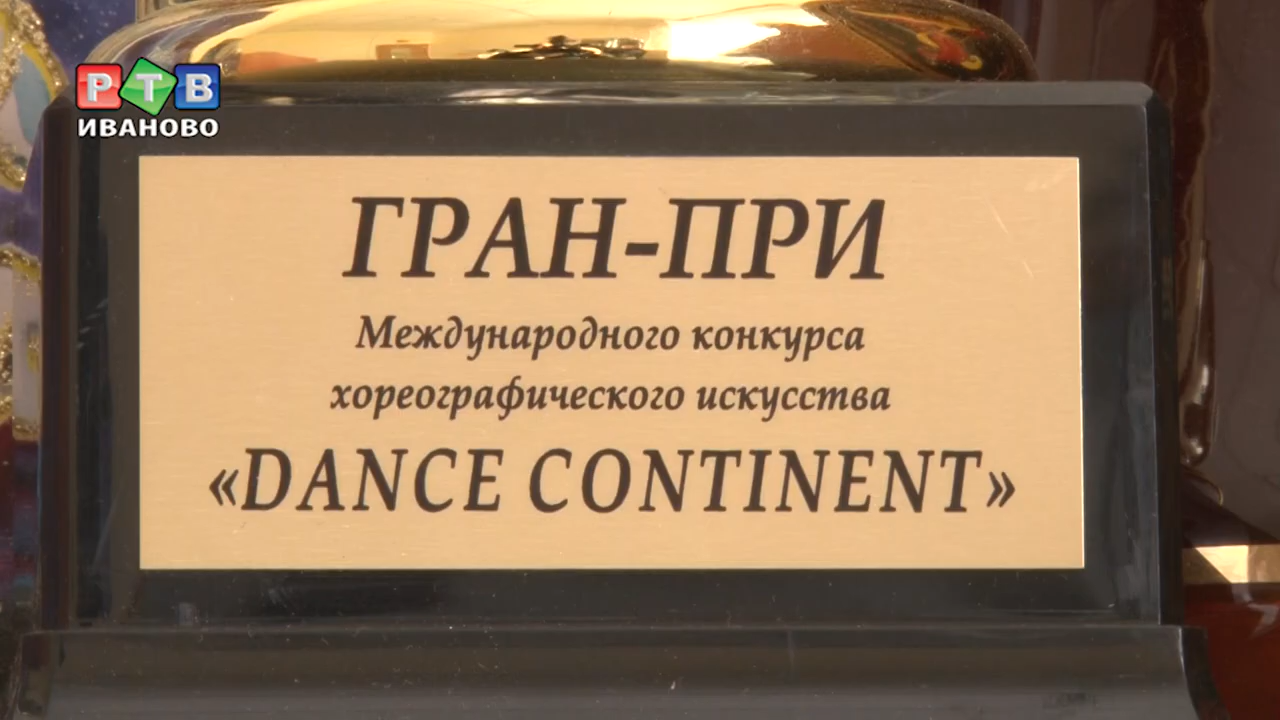 РТВ
ИВАНОВО
ГРАН-ПРИ
Международного конкурса
хореографического искусства
«DANCE CONTINENT»